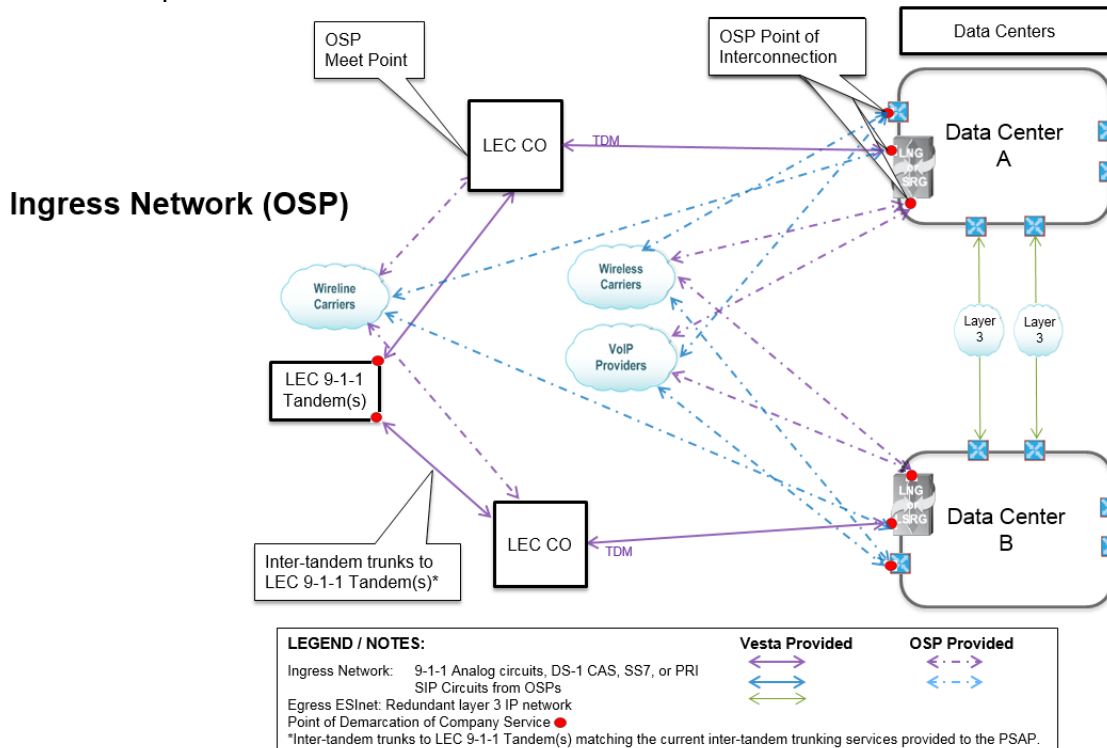 OSP
Meet Point
OSP Point of
Interconnection
Data Centers
LEC CO
TDM
Data Center
A
LNG
SRG
Ingress Network (OSP)
Wireline
Carriers
Wireless
Carriers
VoIP
Providers
Layer
3
Layer
3
LEC 9-1-1
Tandem(s)
LNG
LSRG
Data Center
B
LEC CO
TDM
Inter-tandem trunks to
LEC 9-1-1 Tandem(s)*
LEGEND / NOTES:
Vesta Provided
OSP Provided
Ingress Network: 9-1-1 Analog circuits, DS-1 CAS, SS7, or PRI
SIP Circuits from OSPs
Egress ESInet: Redundant layer 3 IP network
Point of Demarcation of Company Service
*Inter-tandem trunks to LEC 9-1-1 Tandem(s) matching the current inter-tandem trunking services provided to the PSAP.